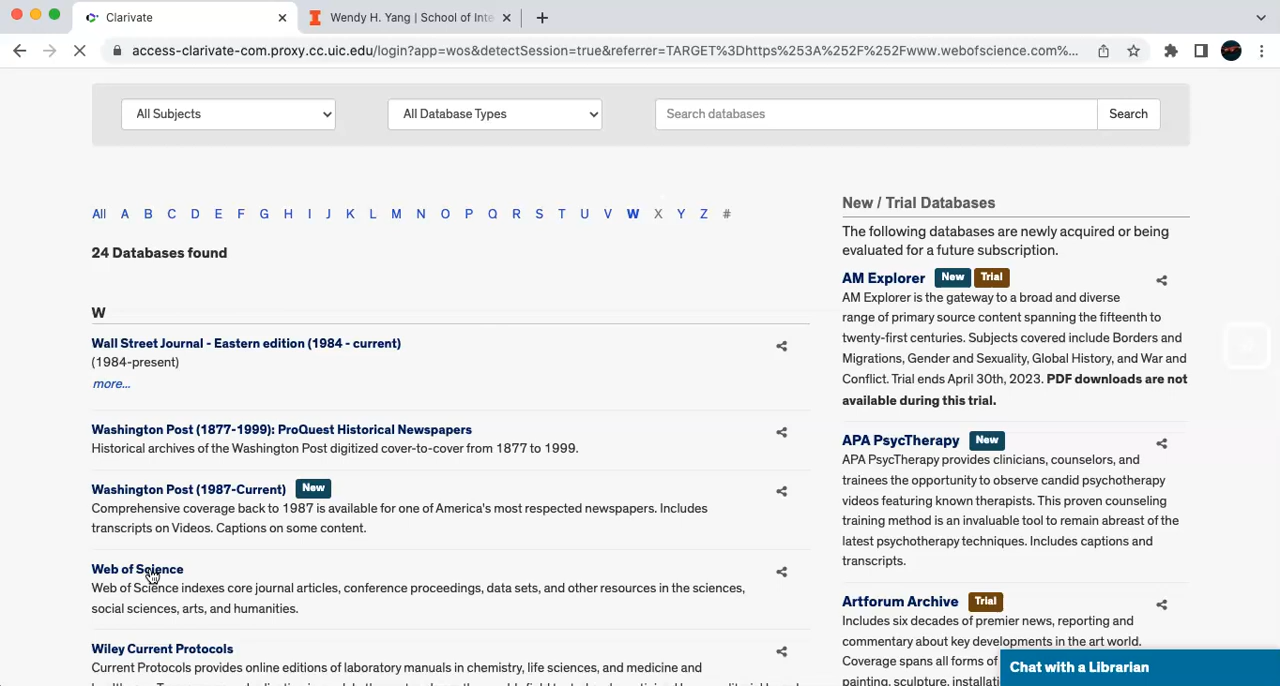 Clarivate
Wendy H. Yang | School of Inte
access-clarivate-com.proxy.cc.uic.edu/login?app=wos&detectSession=true&referrer=TARGET%3Dhttps%253A%252F%252Fwww.webofscience.com%...
All Subjects
All Database Types
Search databases
Search
All A B C D E F G H I J K L M N O P Q R S T U V W X Y Z #
24 Databases found
W
Wall Street Journal - Eastern edition (1984 - current)
(1984-present)
more...
Washington Post (1877-1999): ProQuest Historical Newspapers
Historical archives of the Washington Post digitized cover-to-cover from 1877 to 1999.
Washington Post (1987-Current) New
Comprehensive coverage back to 1987 is available for one of America's most respected newspapers. Includes
transcripts on Videos. Captions on some content.
Web of Science
Web of Science indexes core journal articles, conference proceedings, data sets, and other resources in the sciences,
social sciences, arts, and humanities.
Wiley Current Protocols
Current Protocols provides online editions of laboratory manuals in chemistry, life sciences, and medicine and
New / Trial Databases
The following databases are newly acquired or being
evaluated for a future subscription.
AM Explorer New Trial
AM Explorer is the gateway to a broad and diverse
range of primary source content spanning the fifteenth to
twenty-first centuries. Subjects covered include Borders and
Migrations, Gender and Sexuality, Global History, and War and
Conflict. Trial ends April 30th, 2023. PDF downloads are not
available during this trial.
APA PsycTherapy New
APA PsycTherapy provides clinicians, counselors, and
trainees the opportunity to observe candid psychotherapy
videos featuring known therapists. This proven counseling
training method is an invaluable tool to remain abreast of the
latest psychotherapy techniques. Includes captions and
transcripts.
Artforum Archive Trial
Includes six decades of premier news, reporting and
commentary about key developments in the art world.
Coverage spans all forms of
painting, sculpture, installati
Chat with a Librarian